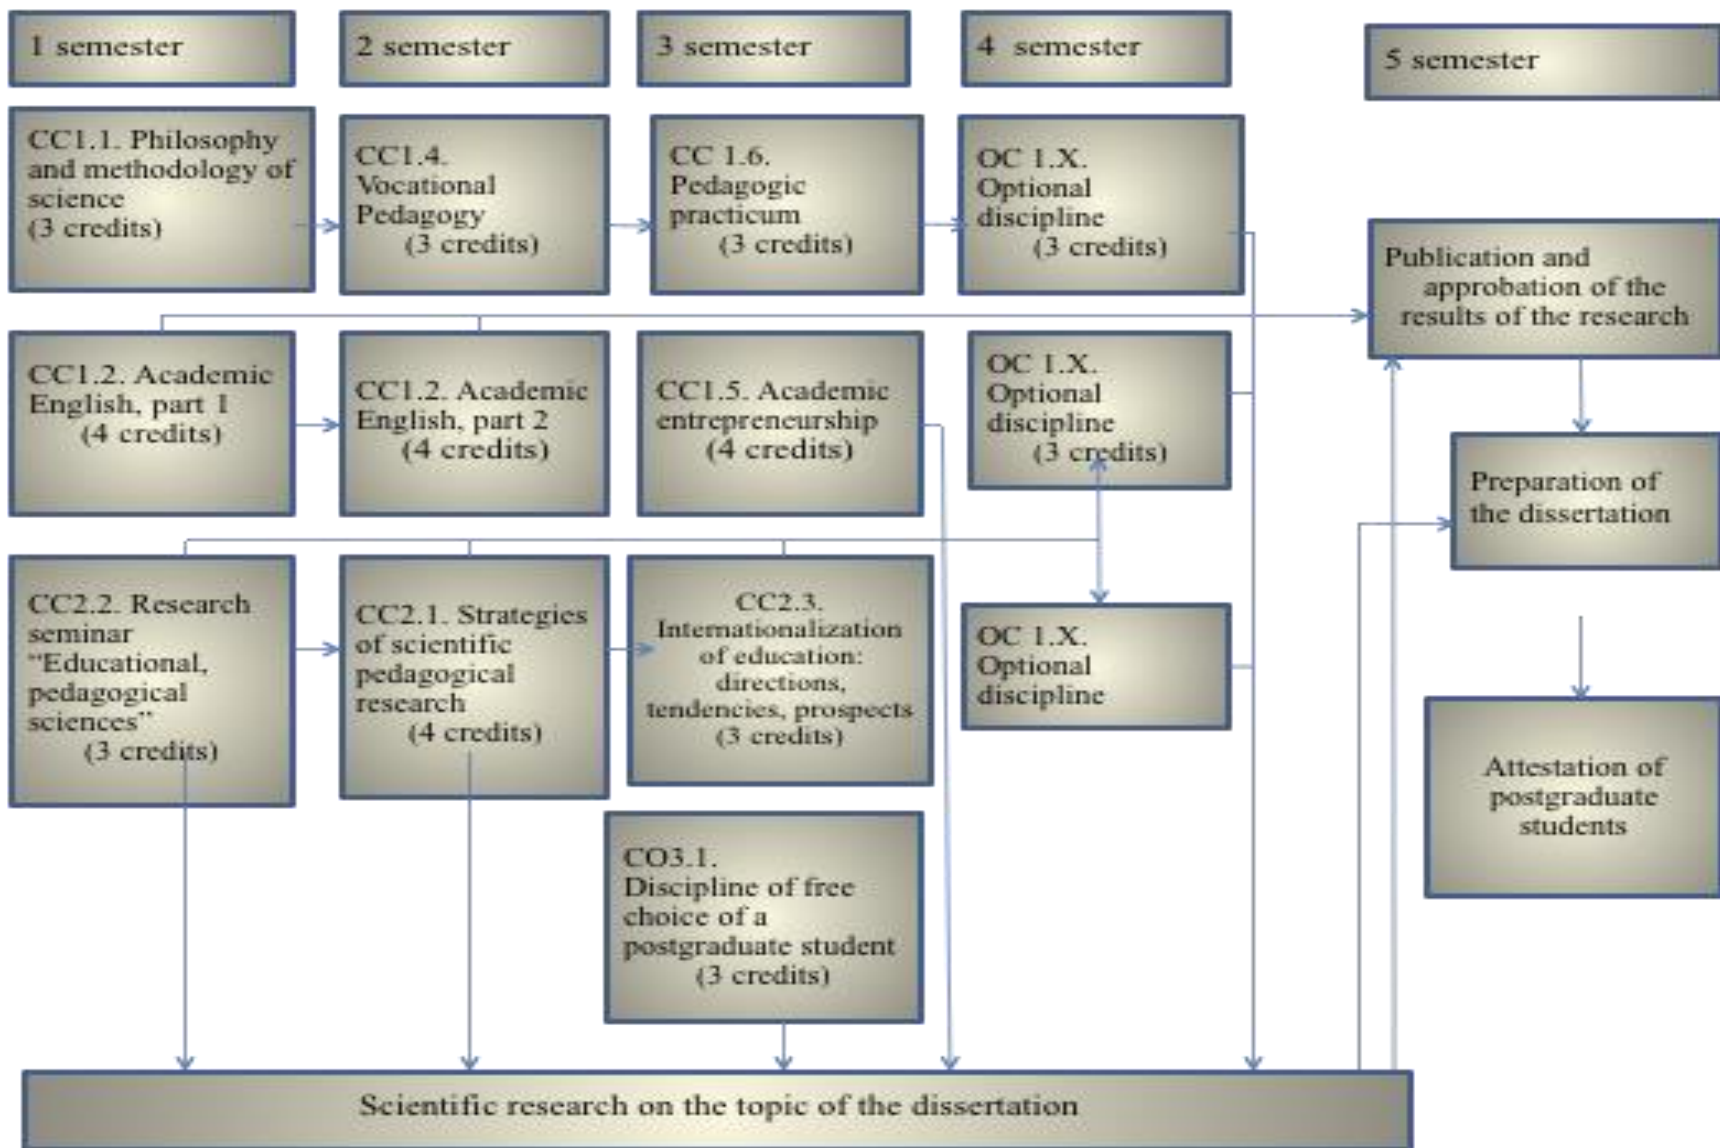 1 semester
2 semester
3 semester
4 semester
5 semester
CC1.1. Philosophy
and methodology of
science
(3 credits)
CC1.4.
Vocational
Pedagogy
(3 credits)
CC 1.6.
Pedagogic
practicum
(3 credits)
OC 1.X.
Optional
discipline
(3 credits)
Publication and
approbation of the
results of the research
CC1.2. Academic
English, part 1
(4 credits)
CC1.2. Academic
English, part 2
(4 credits)
CC1.5. Academic
entrepreneurship
(4 credits)
OC 1.X.
Optional
discipline
(3 credits)
Preparation of
the dissertation
CC2.2. Research
seminar
“Educational,
pedagogical
sciences”
(3 credits)
CC2.1. Strategies
of scientific
pedagogical
research
(4 credits)
CC2.3.
Internationalization
of education:
directions,
tendencies, prospects
(3 credits)
OC 1.X.
Optional
discipline
Attestation of
postgraduate
students
CO3.1.
Discipline of free
choice of a
postgraduate student
(3 credits)
Scientific research on the topic of the dissertation